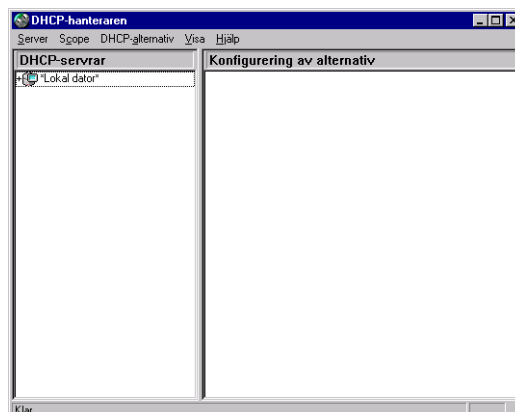 DHCP-hanteraren
Server Scope DHCP-alternativ Visa Hjälp
DHCP-servrar Konfigurering av alternativ
"Lokal dator"
Klar